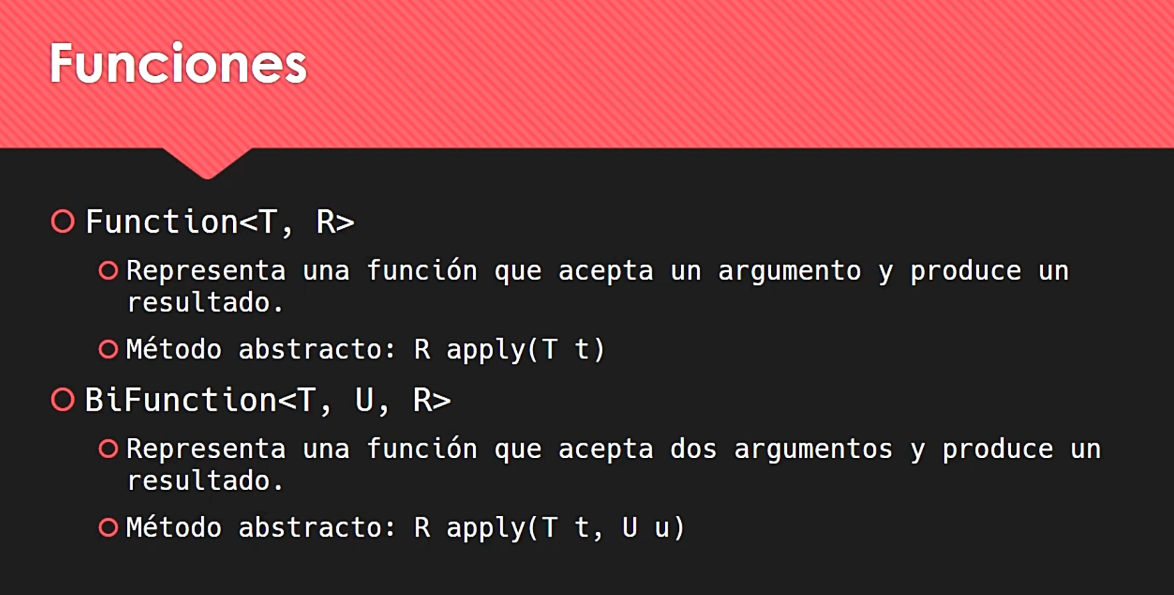 Funciones
Function<T, R>
Representa una función que acepta un argumento y produce un
resultado.
Método abstracto: R apply(T t)
BiFunction<T, U, R>
Representa una función que acepta dos argumentos y produce un
resultado.
Método abstracto: R apply(T t, U u)